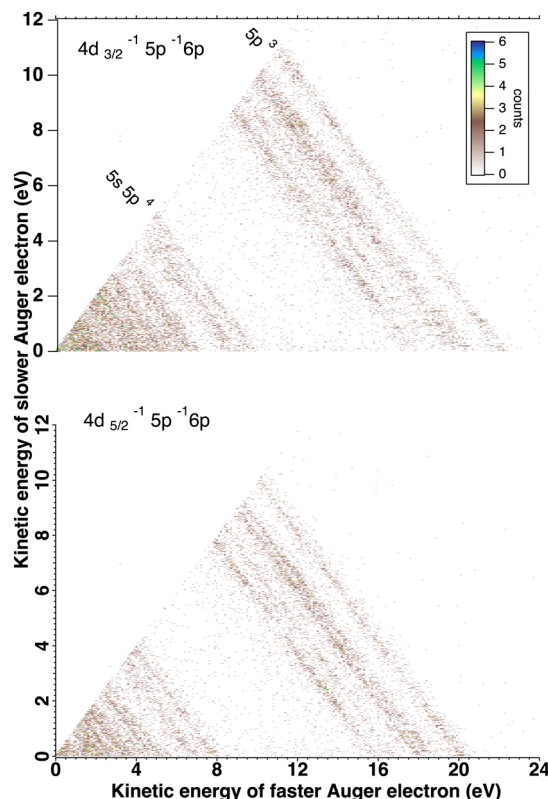 4d 3/2 -1 5p -1 6p
5p 3
5s 5p 4
12
10
8
6
4
2
0
6
5
4
3
2
1
0
counts
Kinetic energy of slower Auger electron (eV)
4d 5/2 -1 5p -1 6p
12
10
8
6
4
2
0
0 4 8 12 16 20 24
Kinetic energy of faster Auger electron (eV)